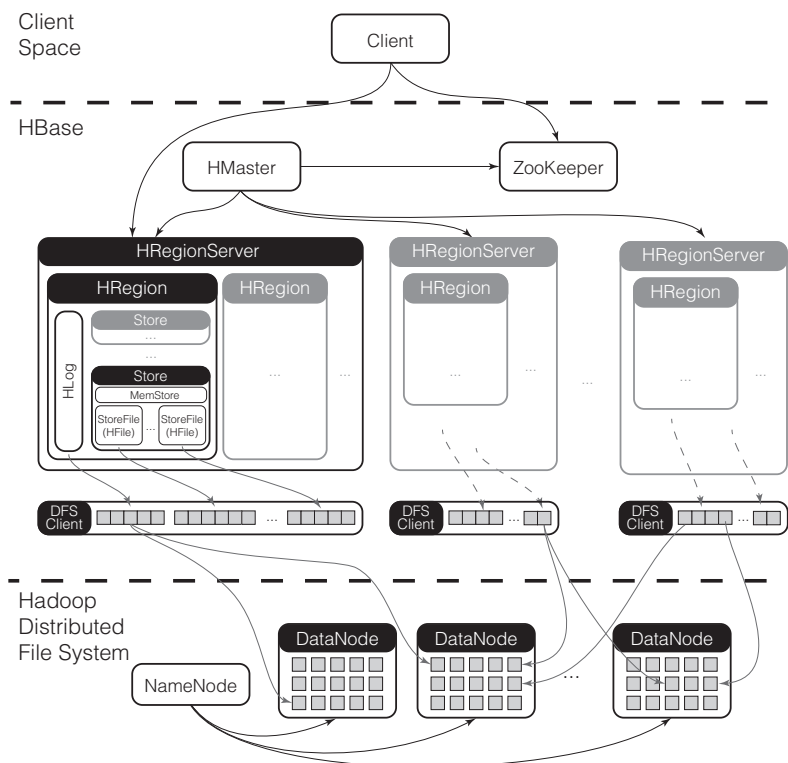 Client
Space
Client
HBase
HMaster
ZooKeeper
HRegionServer
HRegionServer
HRegionServer
HRegion
HRegion
HRegion
HRegion
HLog
Store
...
...
Store
MemStore
StoreFile
(HFile)
...
StoreFile
(HFile)
...
...
...
...
...
...
...
DFS
Client
...
DFS
Client
...
DFS
Client
...
Hadoop
Distributed
File System
DataNode
DataNode
...
DataNode
NameNode